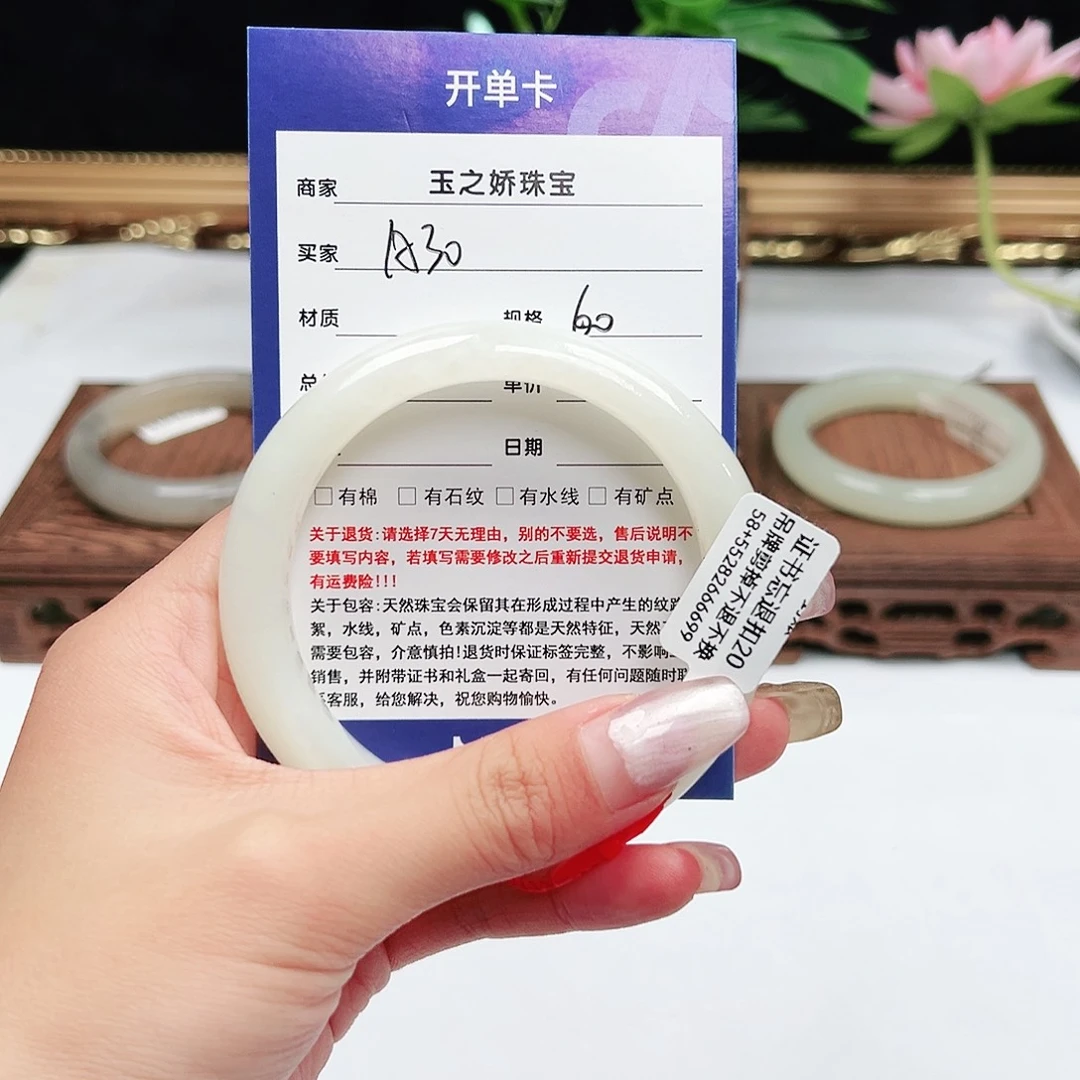 开单卡
商家 玉之娇珠宝
买家 A30
材质 规格 60
单价
日期
有棉 有石纹 有水线 有矿点
关于退货:请选择7天无理由，别的不要选，售后说明不
要填写内容，若填写需要修改之后重新提交退货申请，
有运费险!!!
关于包容:天然珠宝会保留其在形成过程中产生的纹
絮，水线，矿点，色素沉淀等都是天然特征，天然
需要包容，介意慎拍!退货时保证标签完整，不影响
销售，并附带证书和礼盒一起寄回，有任何问题随时联
系客服，给您解决，祝您购物愉快。
证书忘退扣20
吊牌剪掉不退不换
58+55282666699